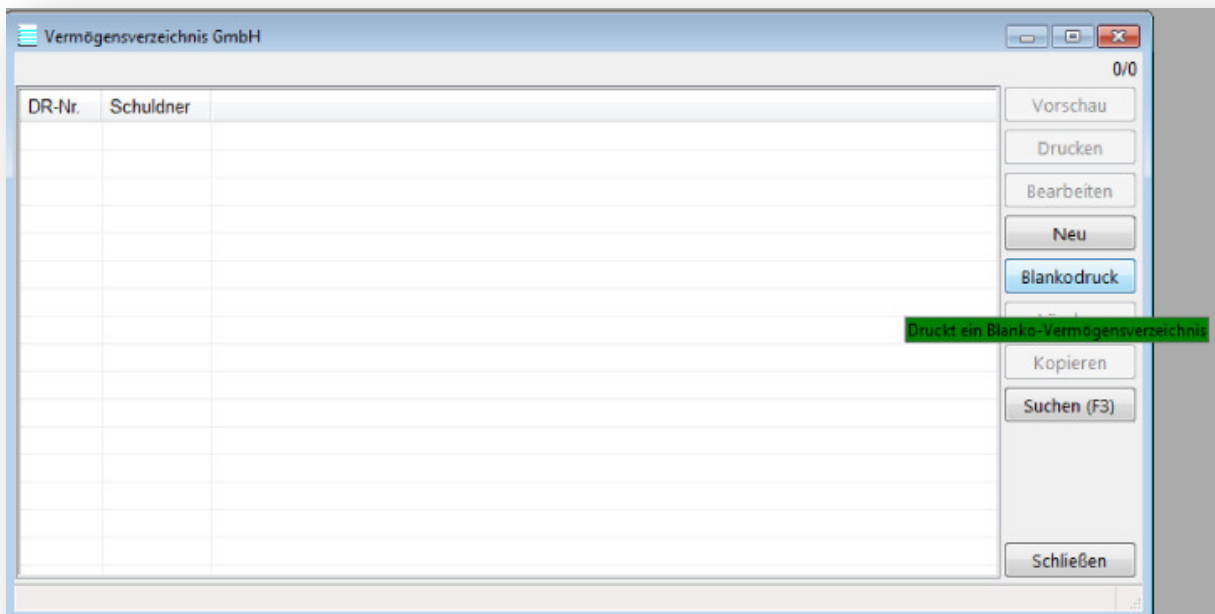 Vermögensverzeichnis GmbH
0/0
DR-Nr. Schuldner
Vorschau
Drucken
Bearbeiten
Neu
Blankodruck
Druckt ein Blanko-Vermögensverzeichnis
Kopieren
Suchen (F3)
Schließen